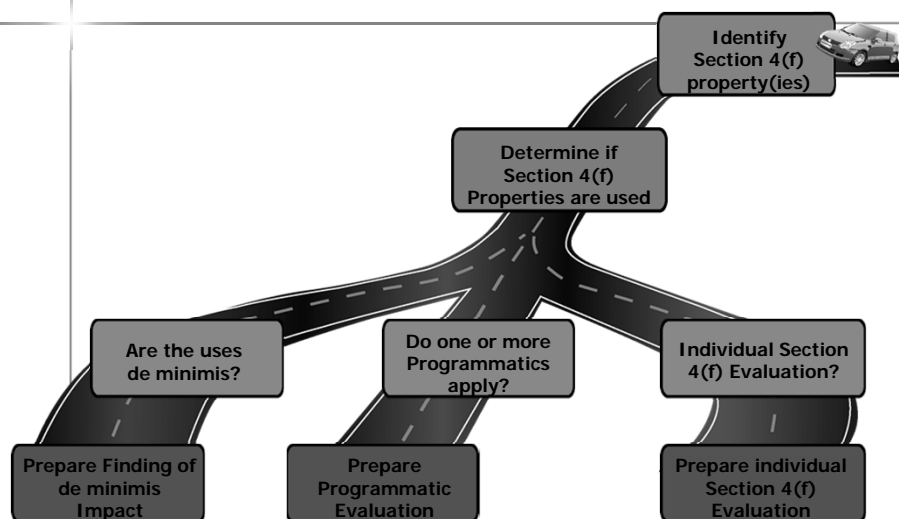 Identify
Section 4(f)
property(ies)
Determine if
Section 4(f)
Properties are used
Are the uses
de minimis?
Do one or more
Programmatics
apply?
Individual Section
4(f) Evaluation?
Prepare Finding of
de minimis
Impact
Prepare
Programmatic
Evaluation
Prepare individual
Section 4(f)
Evaluation